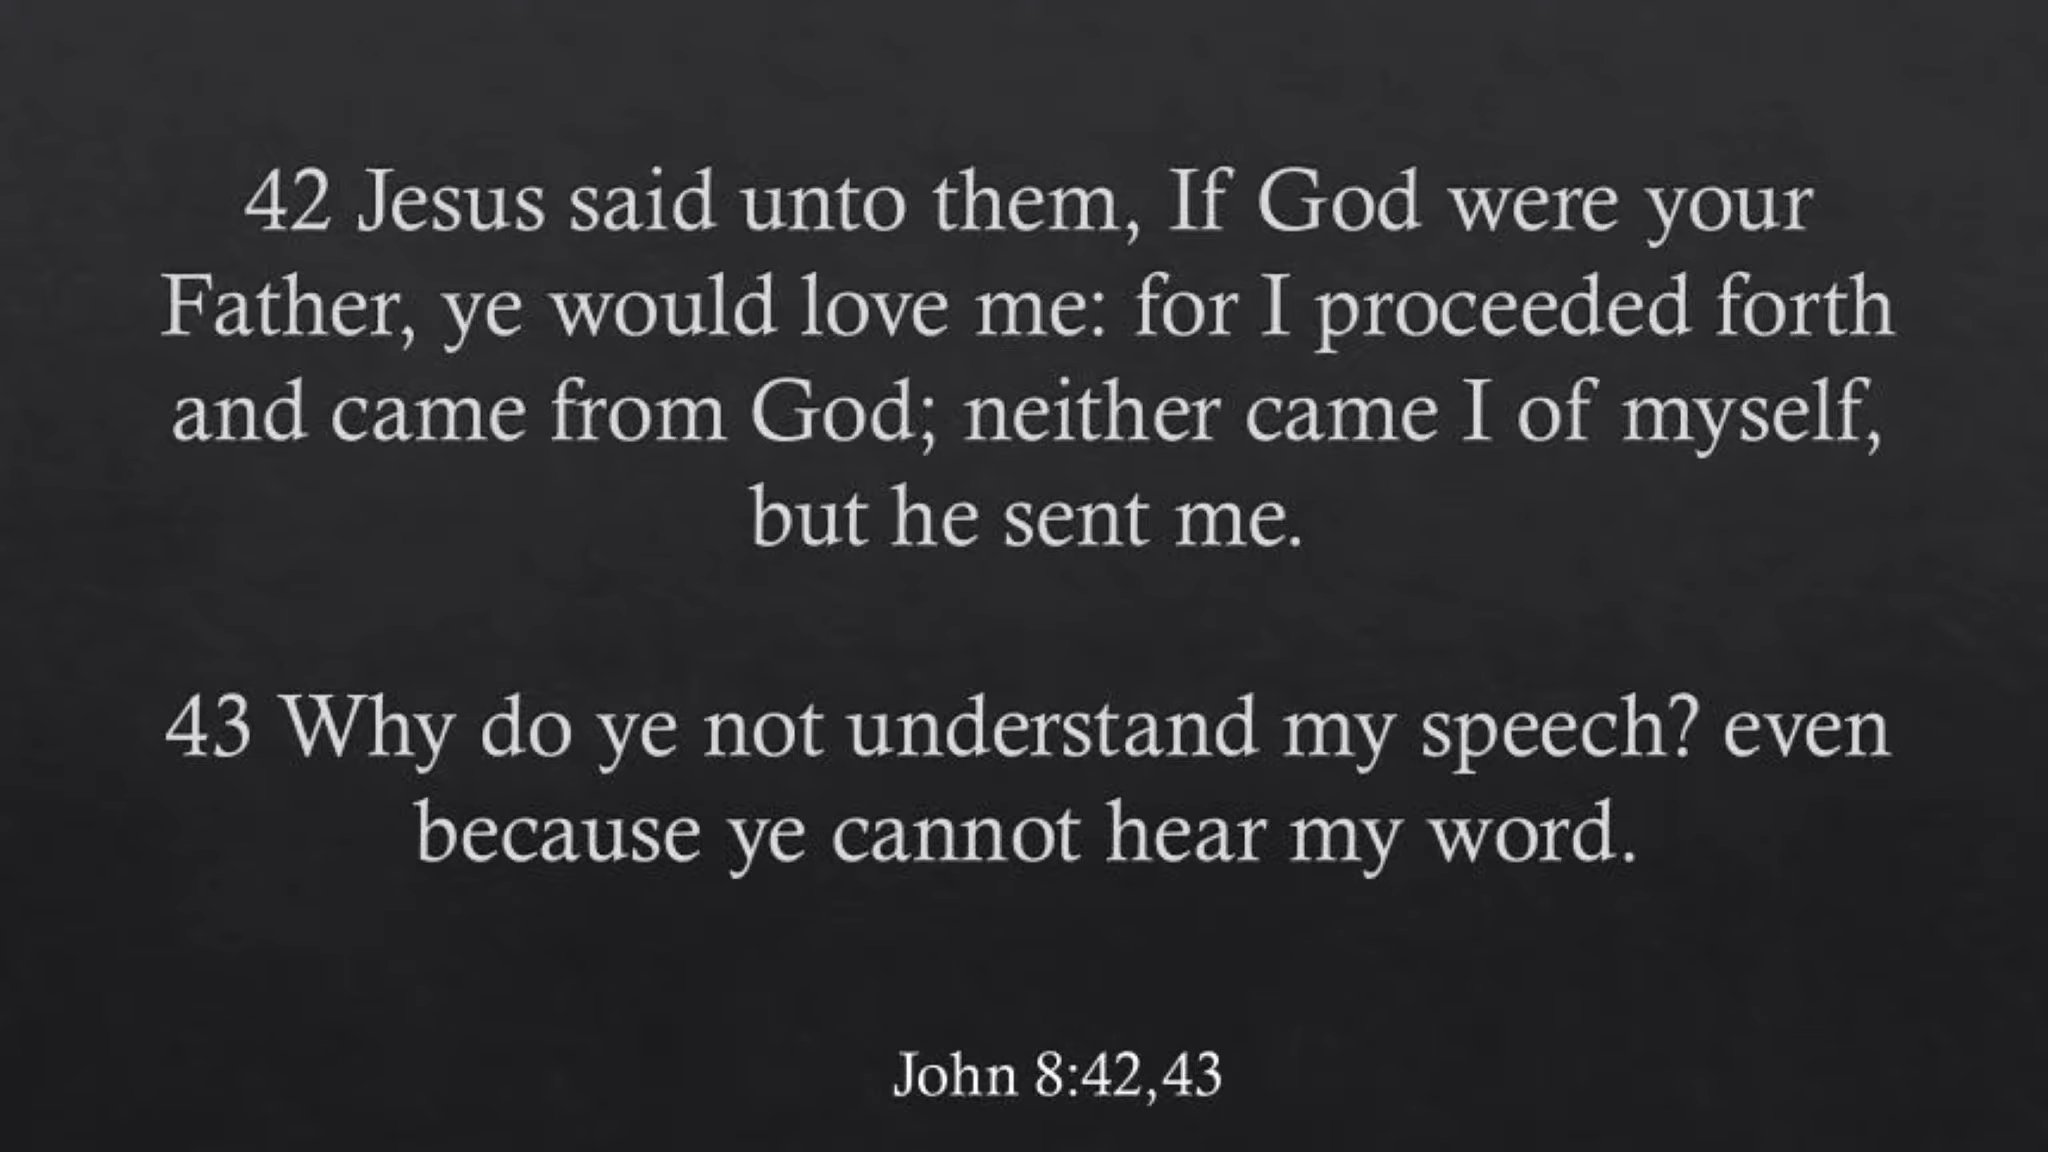 42 Jesus said unto them, If God were your
Father, ye would love me: for I proceeded forth
and came from God; neither came I of myself,
but he sent me.
43 Why do ye not understand my speech? even
because ye cannot hear my word.
John 8:42,43